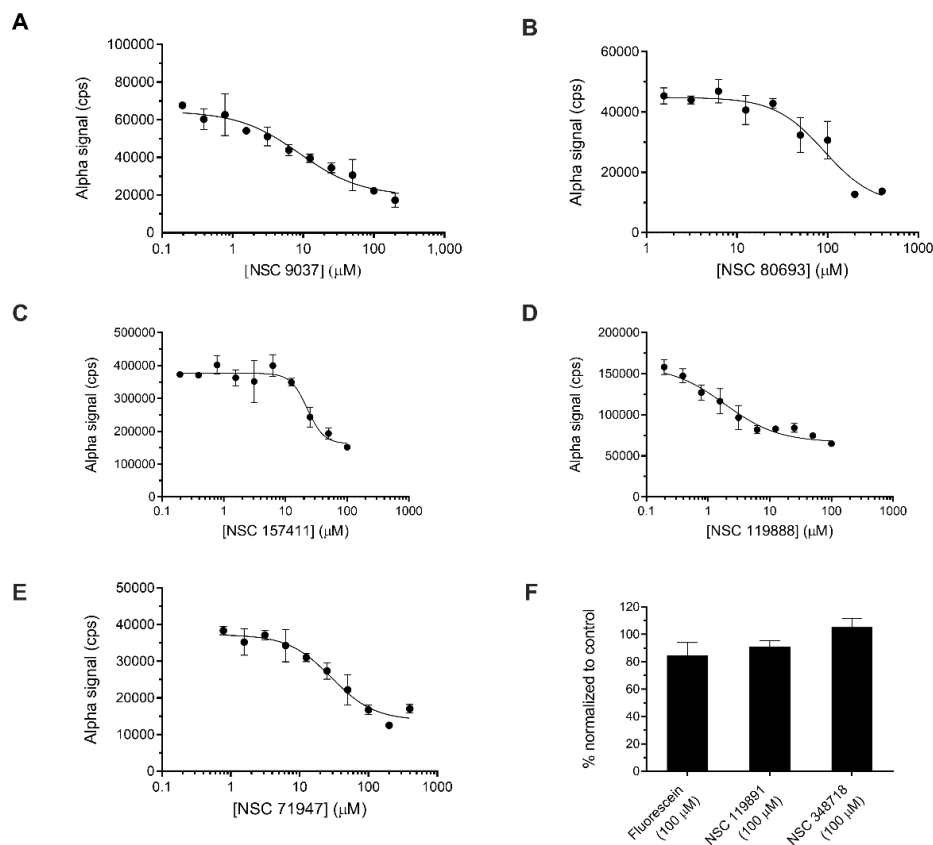 A
100000
80000
60000
40000
20000
0
Alpha signal (cps)
0.1
1
10
100
1,000
[NSC 9037] (μM)
B
60000
40000
20000
0
Alpha signal (cps)
1
10
100
1000
[NSC 80693] (μM)
C
500000
400000
300000
200000
100000
0
Alpha signal (cps)
0.1
1
10
100
1000
[NSC 157411] (μM)
D
200000
150000
100000
50000
0
Alpha signal (cps)
0.1
1
10
100
1000
[NSC 119888] (μM)
E
50000
40000
30000
20000
10000
0
Alpha signal (cps)
0.1
1
10
100
1000
[NSC 71947] (μM)
F
120
100
80
60
40
20
0
% normalized to control
Fluorescein
(100 μM)
NSC 119891
(100 μM)
NSC 348718
(100 μM)